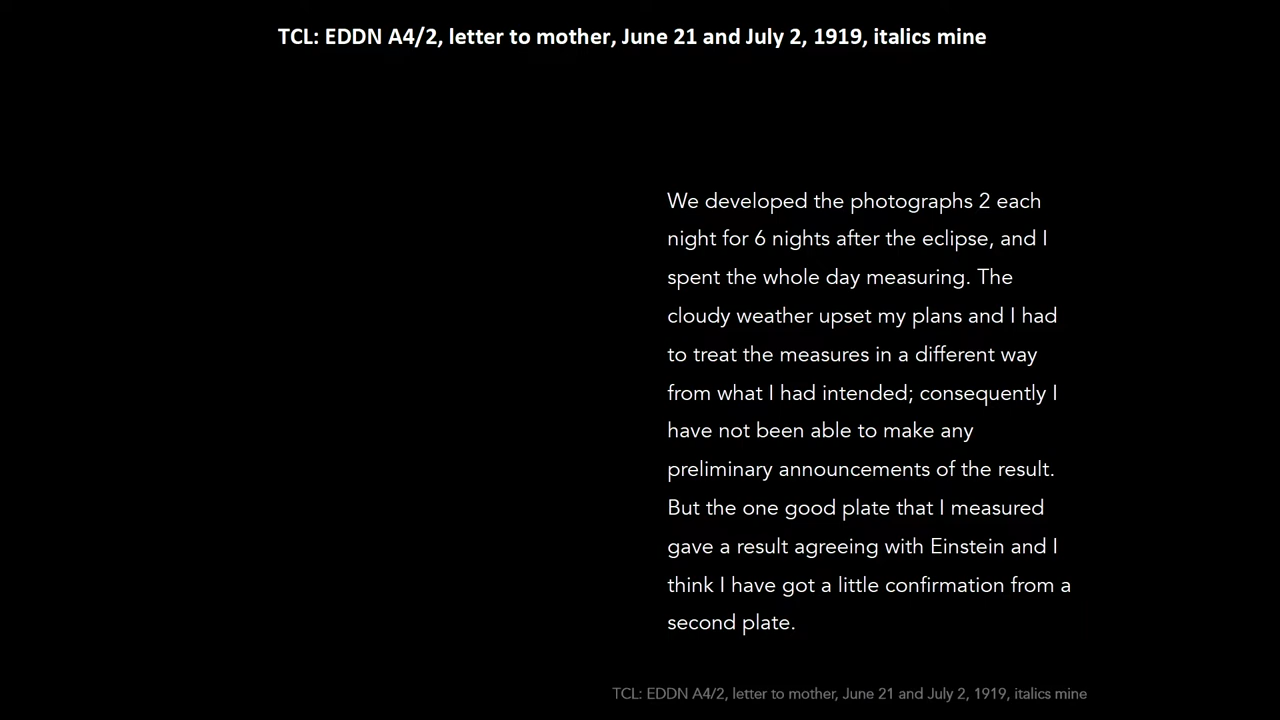 TCL: EDDN A4/2, letter to mother, June 21 and July 2, 1919, italics mine
We developed the photographs 2 each
night for 6 nights after the eclipse, and I
spent the whole day measuring. The
cloudy weather upset my plans and I had
to treat the measures in a different way
from what I had intended; consequently I
have not been able to make any
preliminary announcements of the result.
But the one good plate that I measured
gave a result agreeing with Einstein and I
think I have got a little confirmation from a
second plate.
TCL: EDDN A4/2, letter to mother, June 21 and July 2, 1919, italics mine